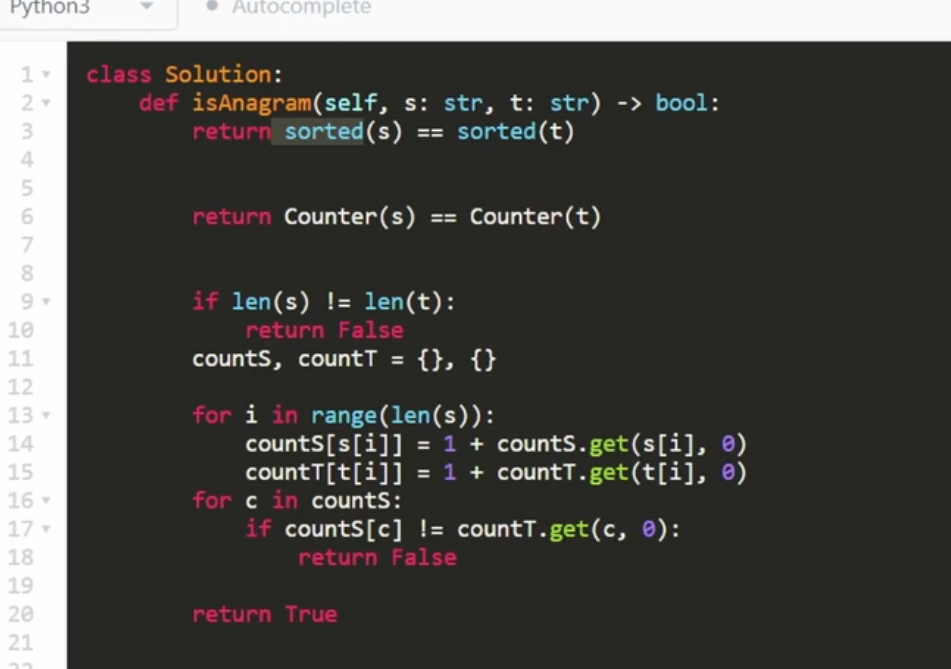 Python3 Autocomplete
1 class Solution:
2 def isAnagram(self, s: str, t: str) -> bool:
3 return sorted(s) == sorted(t)
4
5
6 return Counter(s) == Counter(t)
7
8
9 if len(s) != len(t):
10 return False
11 countS, countT = {}, {}
12
13 for i in range(len(s)):
14 countS[s[i]] = 1 + countS.get(s[i], 0)
15 countT[t[i]] = 1 + countT.get(t[i], 0)
16 for c in countS:
17 if countS[c] != countT.get(c, 0):
18 return False
19
20 return True
21